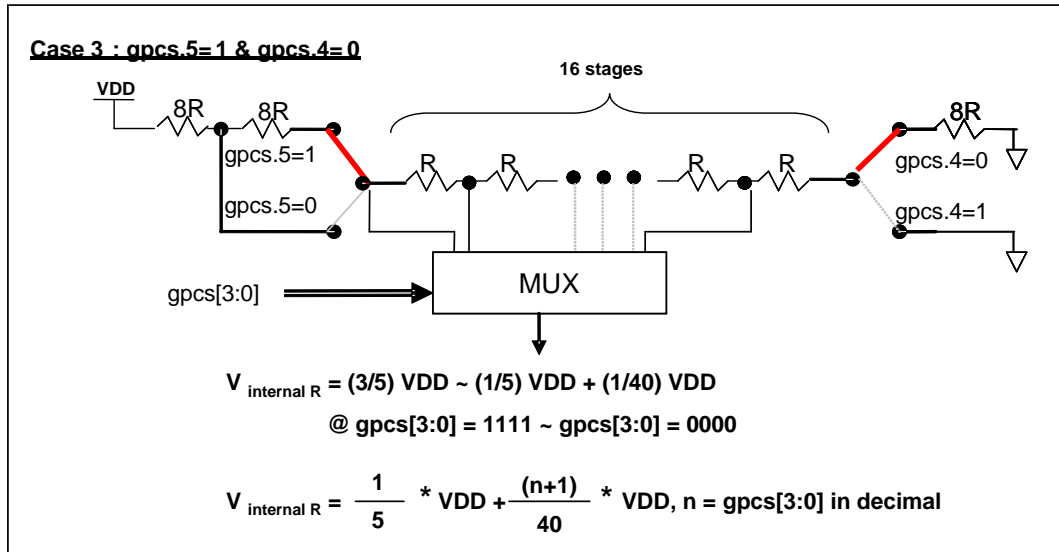 Case 3 : gpcs.5=1 & gpcs.4=0
16 stages
VDD
8R 8R 8R
gpcs.5=1
R R R R
gpcs.4=0
gpcs.5=0
gpcs.4=1
MUX
gpcs[3:0]
V internal R = (3/5) VDD ~ (1/5) VDD + (1/40) VDD
@ gpcs[3:0] = 1111 ~ gpcs[3:0] = 0000
V internal R = 1/5 * VDD + (n+1)/40 * VDD, n = gpcs[3:0] in decimal